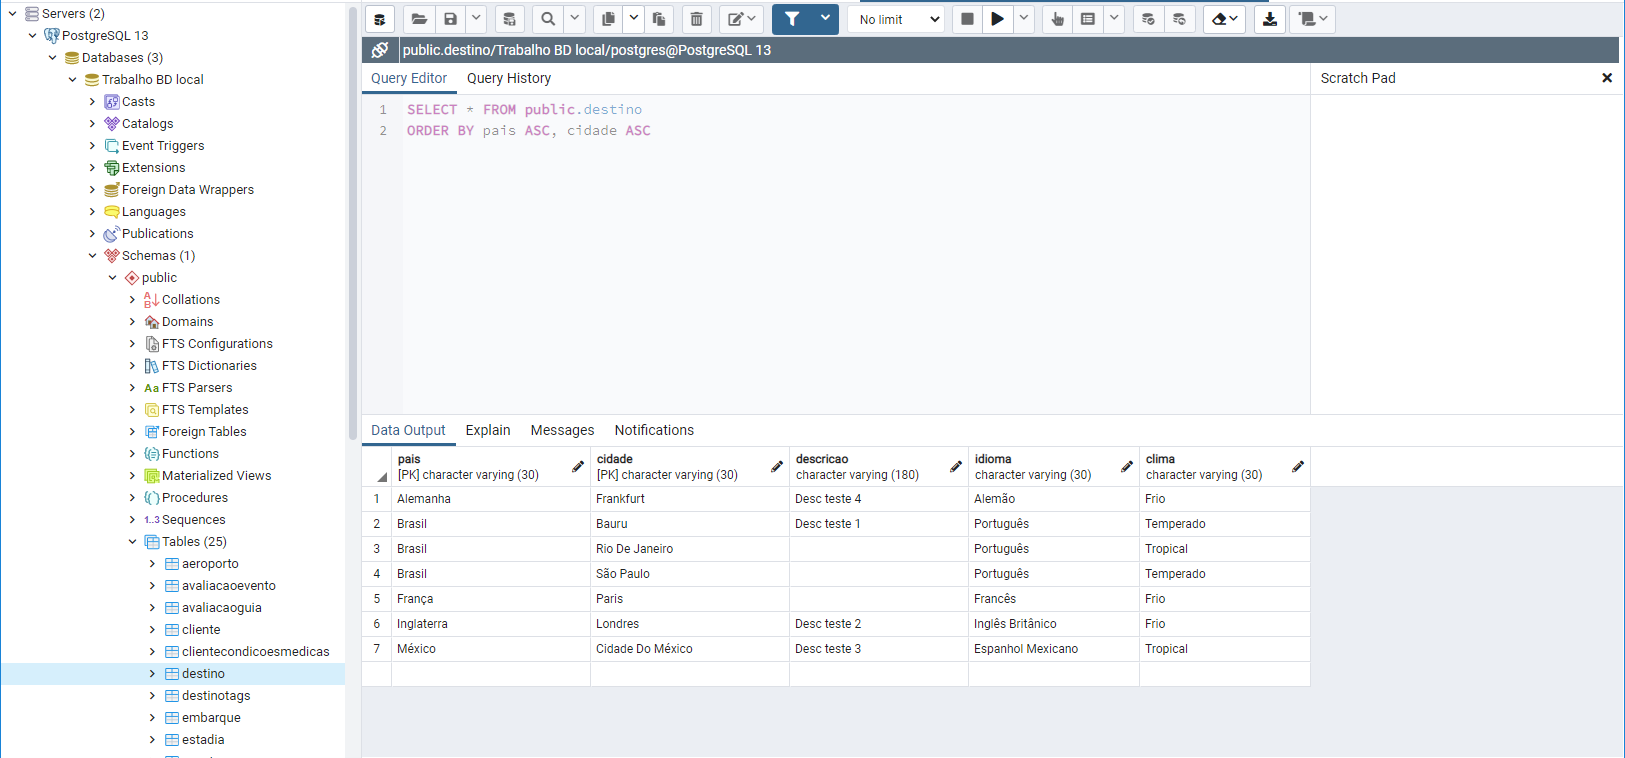 Servers (2)
PostgreSQL 13
Databases (3)
Trabalho BD local
Casts
Catalogs
Event Triggers
Extensions
Foreign Data Wrappers
Languages
Publications
Schemas (1)
public
Collations
Domains
FTS Configurations
FTS Dictionaries
Aa FTS Parsers
FTS Templates
Foreign Tables
Functions
Materialized Views
Procedures
1..3 Sequences
Tables (25)
aeroporto
avaliacaoevento
avaliacaoguia
cliente
clientecondicoesmedicas
destino
destinotags
embarque
estadia
No limit
public.destino/Trabalho BD local/postgres@PostgreSQL 13
Query Editor Query History
Scratch Pad
1 SELECT * FROM public.destino
2 ORDER BY pais ASC, cidade ASC
Data Output Explain Messages Notifications
pais cidade descricao idioma clima
[PK] character varying (30) [PK] character varying (30) character varying (180) character varying (30) character varying (30)
1 Alemanha Frankfurt Desc teste 4 Alemão Frio
2 Brasil Bauru Desc teste 1 Português Temperado
3 Brasil Rio De Janeiro Português Tropical
4 Brasil São Paulo Português Temperado
5 França Paris Francês Frio
6 Inglaterra Londres Desc teste 2 Inglês Britânico Frio
7 México Cidade Do México Desc teste 3 Espanhol Mexicano Tropical